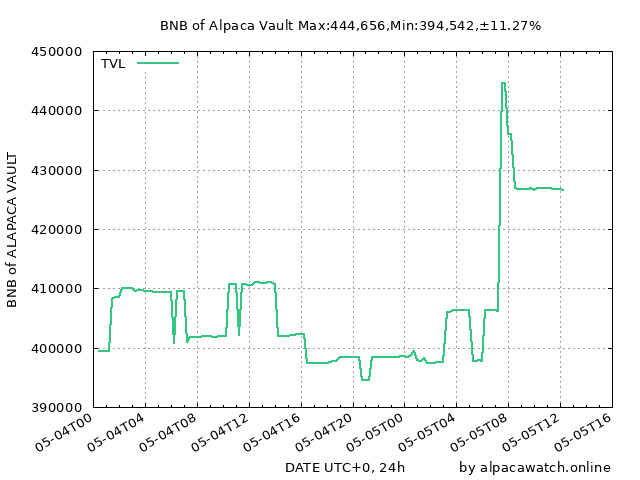 BNB of Alpaca Vault Max:444,656,Min:394,542,±11.27%
450000
440000
430000
420000
410000
400000
390000
BNB of ALAPACA VAULT
TVL
05-04T00
05-04T04
05-04T08
05-04T12
05-04T16
05-04T20
05-05T00
05-05T04
05-05T08
05-05T12
05-05T16
DATE UTC+0, 24h
by alpacawatch.online